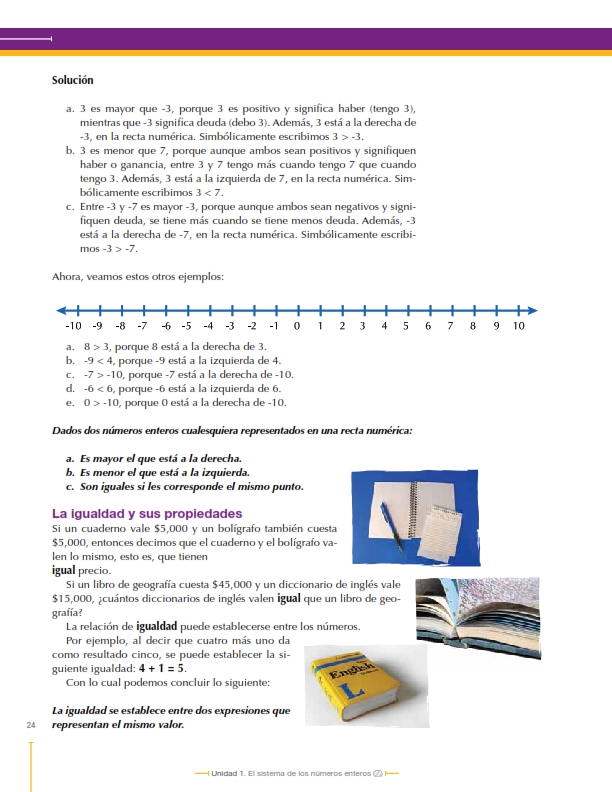 Solución
a. 3 es mayor que -3, porque 3 es positivo y significa haber (tengo 3),
mientras que -3 significa deuda (debo 3). Además, 3 está a la derecha de
-3, en la recta numérica. Simbólicamente escribimos 3 > -3.
b. 3 es menor que 7, porque aunque ambos sean positivos y signifiquen
haber o ganancia, entre 3 y 7 tengo más cuando tengo 7 que cuando
tengo 3. Además, 3 está a la izquierda de 7, en la recta numérica. Sim-
bólicamente escribimos 3 < 7.
c. Entre -3 y -7 es mayor -3, porque aunque ambos sean negativos y signi-
fiquen deuda, se tiene más cuando se tiene menos deuda. Además, -3
está a la derecha de -7, en la recta numérica. Simbólicamente escribi-
mos -3 > -7.
Ahora, veamos estos otros ejemplos:
-10 -9 -8 -7 -6 -5 -4 -3 -2 -1 0 1 2 3 4 5 6 7 8 9 10
a. 8 > 3, porque 8 está a la derecha de 3.
b. -9 < 4, porque -9 está a la izquierda de 4.
c. -7 > -10, porque -7 está a la derecha de -10.
d. -6 < 6, porque -6 está a la izquierda de 6.
e. 0 > -10, porque 0 está a la derecha de -10.
Dados dos números enteros cualesquiera representados en una recta numérica:
a. Es mayor el que está a la derecha.
b. Es menor el que está a la izquierda.
c. Son iguales si les corresponde el mismo punto.
La igualdad y sus propiedades
Si un cuaderno vale $5,000 y un bolígrafo también cuesta
$5,000, entonces decimos que el cuaderno y el bolígrafo va-
len lo mismo, esto es, que tienen
igual precio.
Si un libro de geografía cuesta $45,000 y un diccionario de inglés vale
$15,000, ¿cuántos diccionarios de inglés valen igual que un libro de geo-
grafía?
La relación de igualdad puede establecerse entre los números.
Por ejemplo, al decir que cuatro más uno da
como resultado cinco, se puede establecer la si-
guiente igualdad: 4 + 1 = 5.
Con lo cual podemos concluir lo siguiente:
English
L
La igualdad se establece entre dos expresiones que
representan el mismo valor.
24
Unidad 1. El sistema de los números enteros